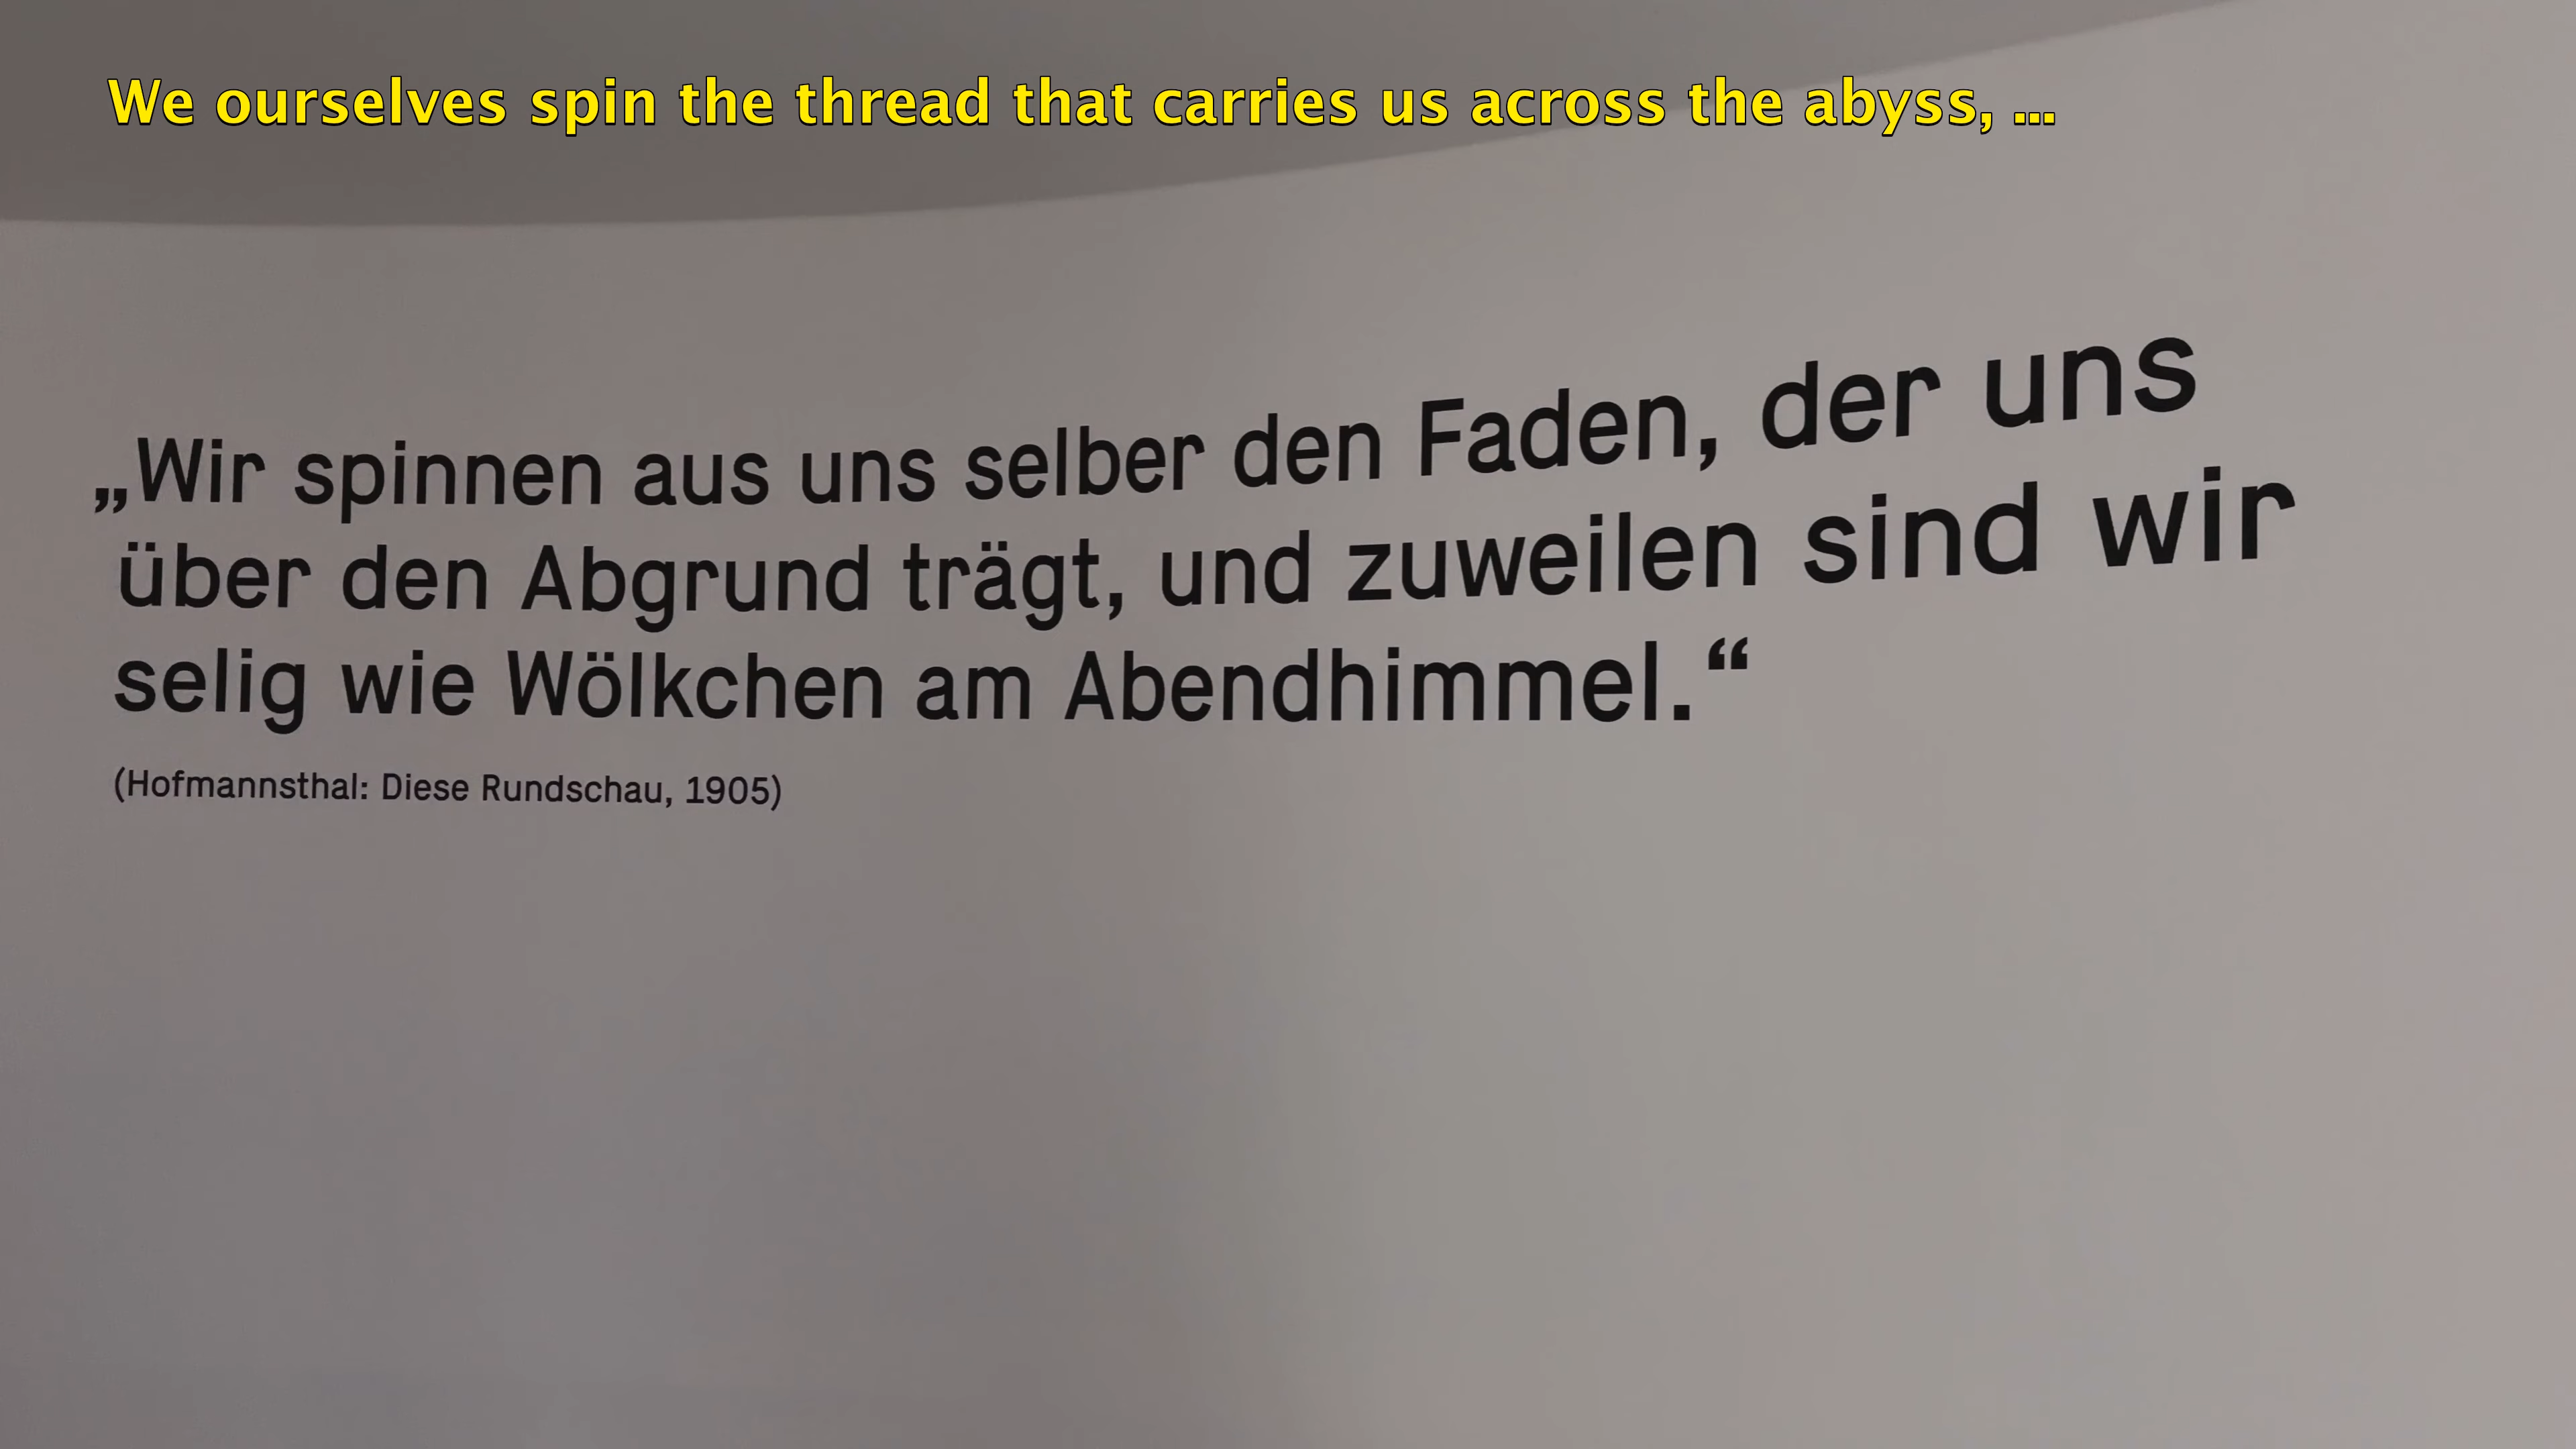 We ourselves spin the thread that carries us across the abyss, ...
„Wir spinnen aus uns selber den Faden, der uns
über den Abgrund trägt, und zuweilen sind wir
selig wie Wölkchen am Abendhimmel.“
(Hofmannsthal: Diese Rundschau, 1905)